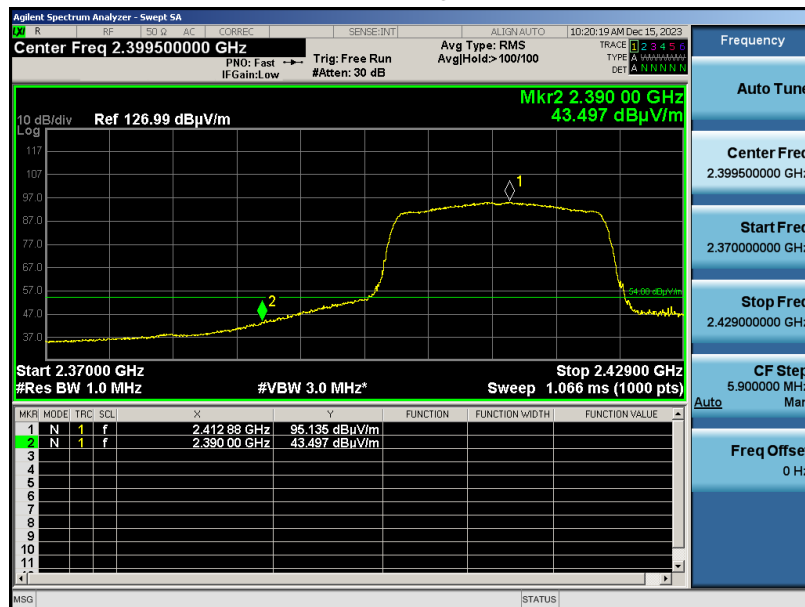 Agilent Spectrum Analyzer - Swept SA
LXI R RF 50 Ω AC CORREC SENSE:INT ALIGN AUTO 10:20:19 AM Dec 15, 2023
Center Freq 2.399500000 GHz
PNO: Fast
IFGain:Low
Trig: Free Run
#Atten: 30 dB
Avg Type: RMS
Avg|Hold:>100/100
TRACE 1 2 3 4 5 6
TYPE A
DET A N N N N N
Mkr2 2.390 00 GHz
43.497 dBµV/m
10 dB/div Ref 126.99 dBµV/m
Log
117
107
97.0
87.0
77.0
67.0
57.0
47.0
37.0
1
2
54.00 dBµV/m
Start 2.37000 GHz Stop 2.42900 GHz
#Res BW 1.0 MHz #VBW 3.0 MHz* Sweep 1.066 ms (1000 pts)
MKR MODE TRC SCL X Y FUNCTION FUNCTION WIDTH FUNCTION VALUE
1 N 1 f 2.412 88 GHz 95.135 dBµV/m
2 N 1 f 2.390 00 GHz 43.497 dBµV/m
3
4
5
6
7
8
9
10
11
MSG STATUS
Frequency
Auto Tune
Center Freq
2.399500000 GHz
Start Freq
2.370000000 GHz
Stop Freq
2.429000000 GHz
CF Step
5.900000 MHz
Auto Man
Freq Offset
0 Hz